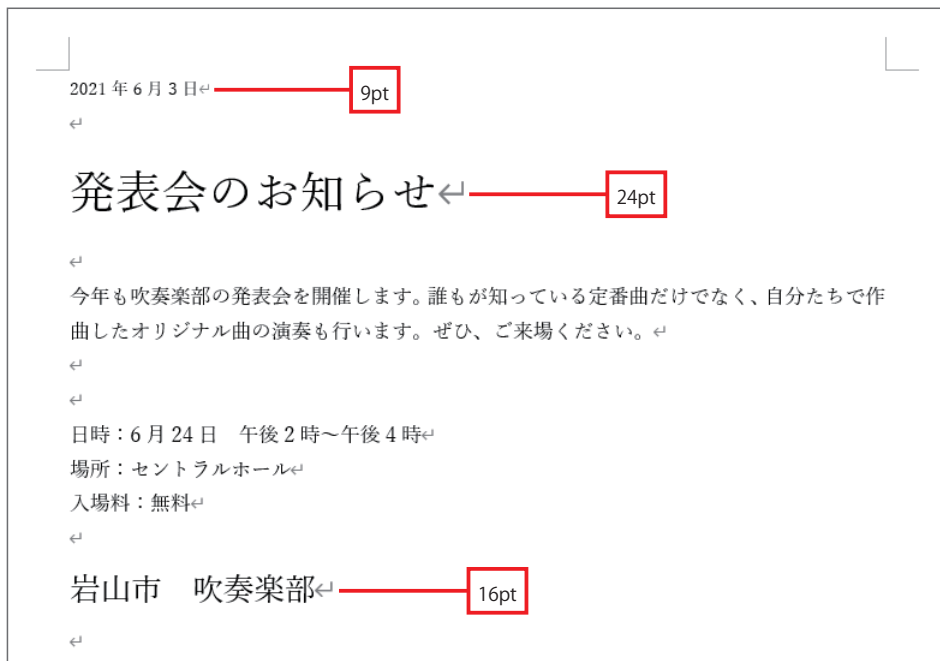 2021 年 6 月 3 日↵
9pt
↵
発表会のお知らせ↵
24pt
↵
今年も吹奏楽部の発表会を開催します。誰もが知っている定番曲だけでなく、自分たちで作
曲したオリジナル曲の演奏も行います。ぜひ、ご来場ください。↵
↵
↵
日時：6 月 24 日　午後 2 時～午後 4 時↵
場所：セントラルホール↵
入場料：無料↵
↵
岩山市　吹奏楽部↵
16pt
↵